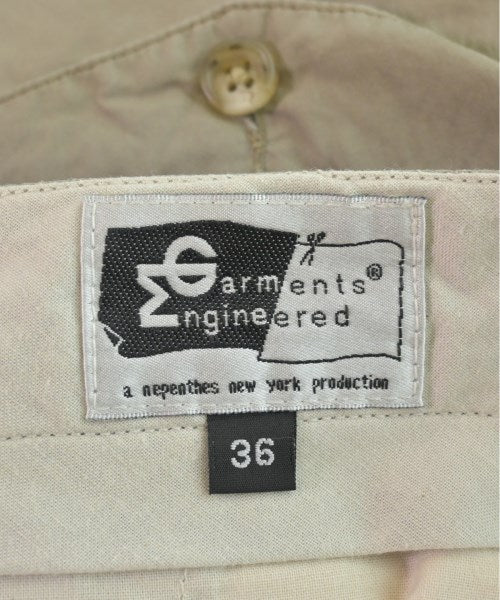 Garments®
Engineered
a nepenthes new york production
36